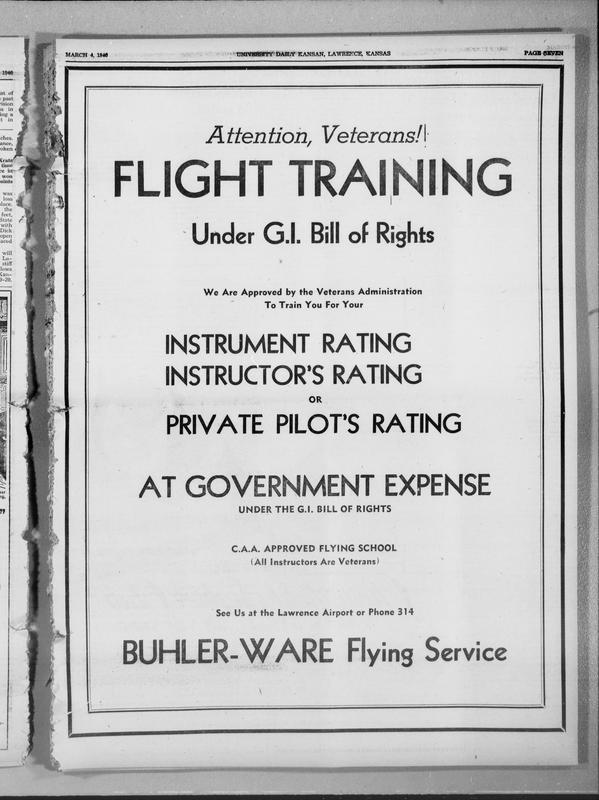 MARCH 4, 1946
UNIVERSITY DAILY KANSAN, LAWRENCE, KANSAS
PAGE SEVEN
Attention, Veterans!
FLIGHT TRAINING
Under G.I. Bill of Rights
We Are Approved by the Veterans Administration
To Train You For Your
INSTRUMENT RATING
INSTRUCTOR'S RATING
OR
PRIVATE PILOT'S RATING
AT GOVERNMENT EXPENSE
UNDER THE G.I. BILL OF RIGHTS
C.A.A. APPROVED FLYING SCHOOL
(All Instructors Are Veterans)
See Us at the Lawrence Airport or Phone 314
BUHLER-WARE Flying Service